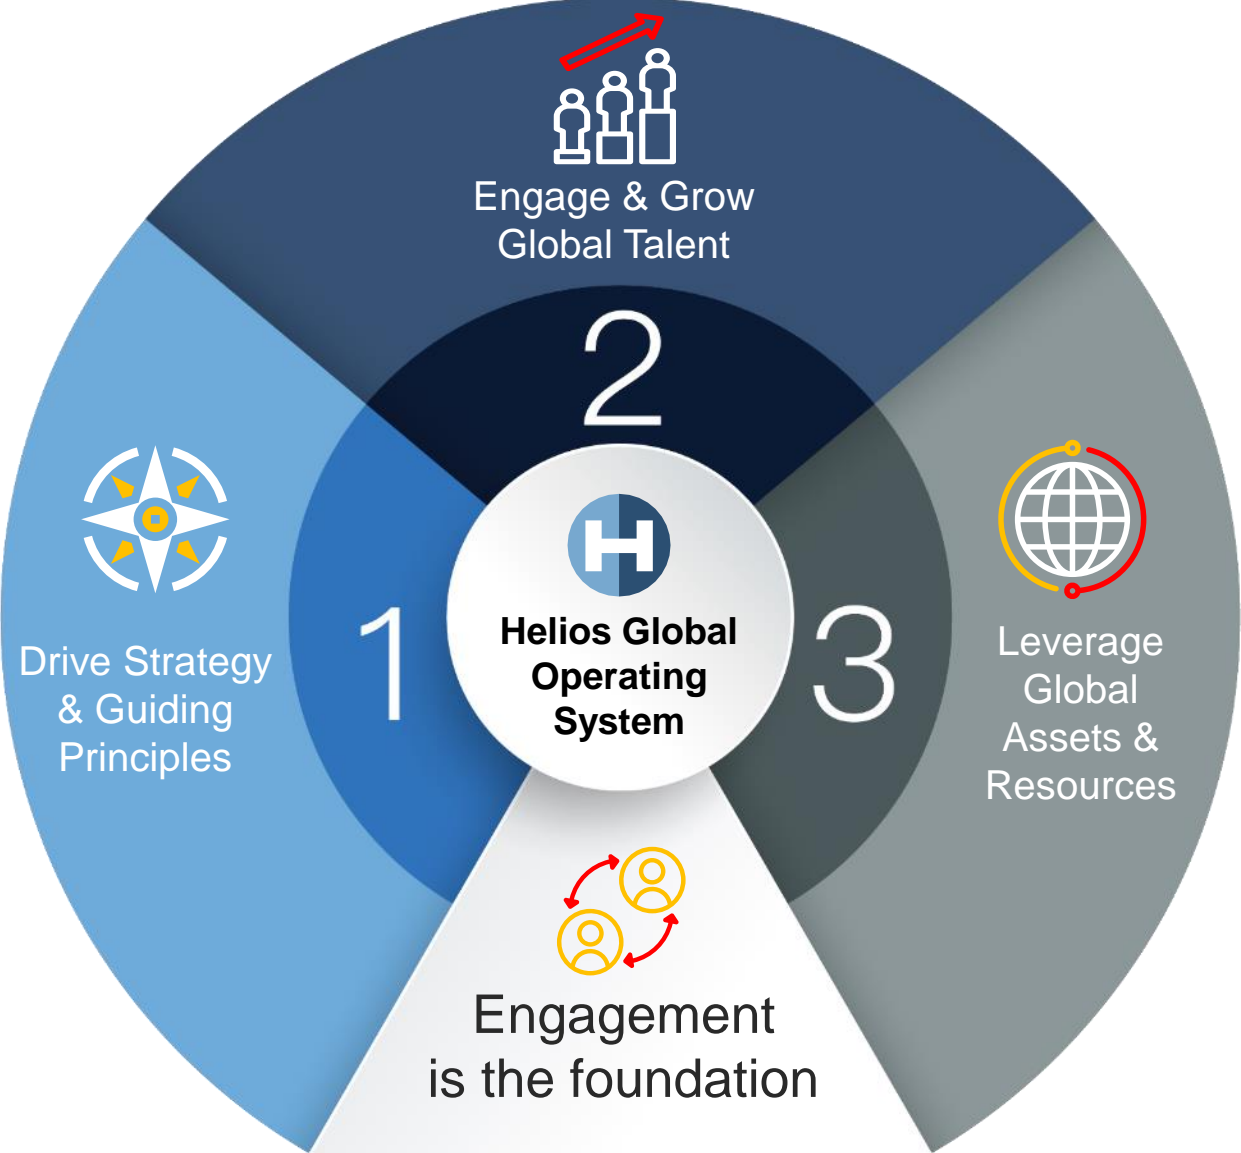 Engage & Grow
Global Talent
2
1
Drive Strategy
& Guiding
Principles
H
Helios Global
Operating
System
3
Leverage
Global
Assets &
Resources
Engagement
is the foundation